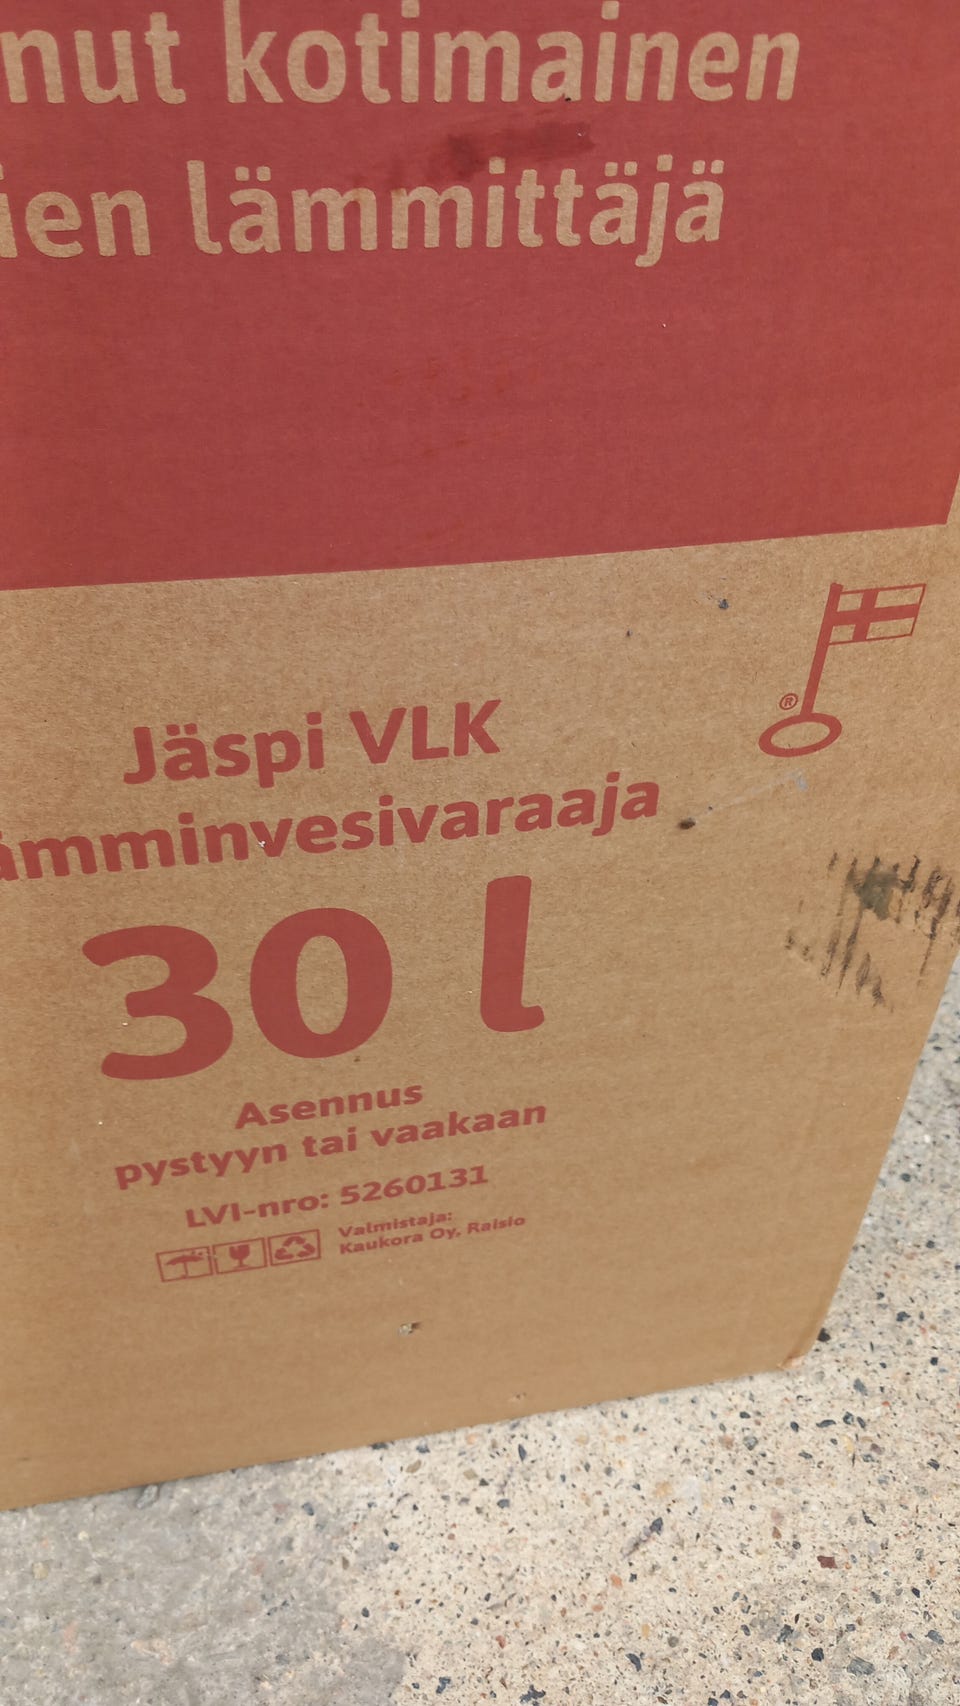 nut kotimainen
ien lämmittäjä
®
Jäspi VLK
ämminvesivaraaja
30 l
Asennus
pystyyn tai vaakaan
LVI-nro: 5260131
Valmistaja:
Kaukora Oy, Raisio